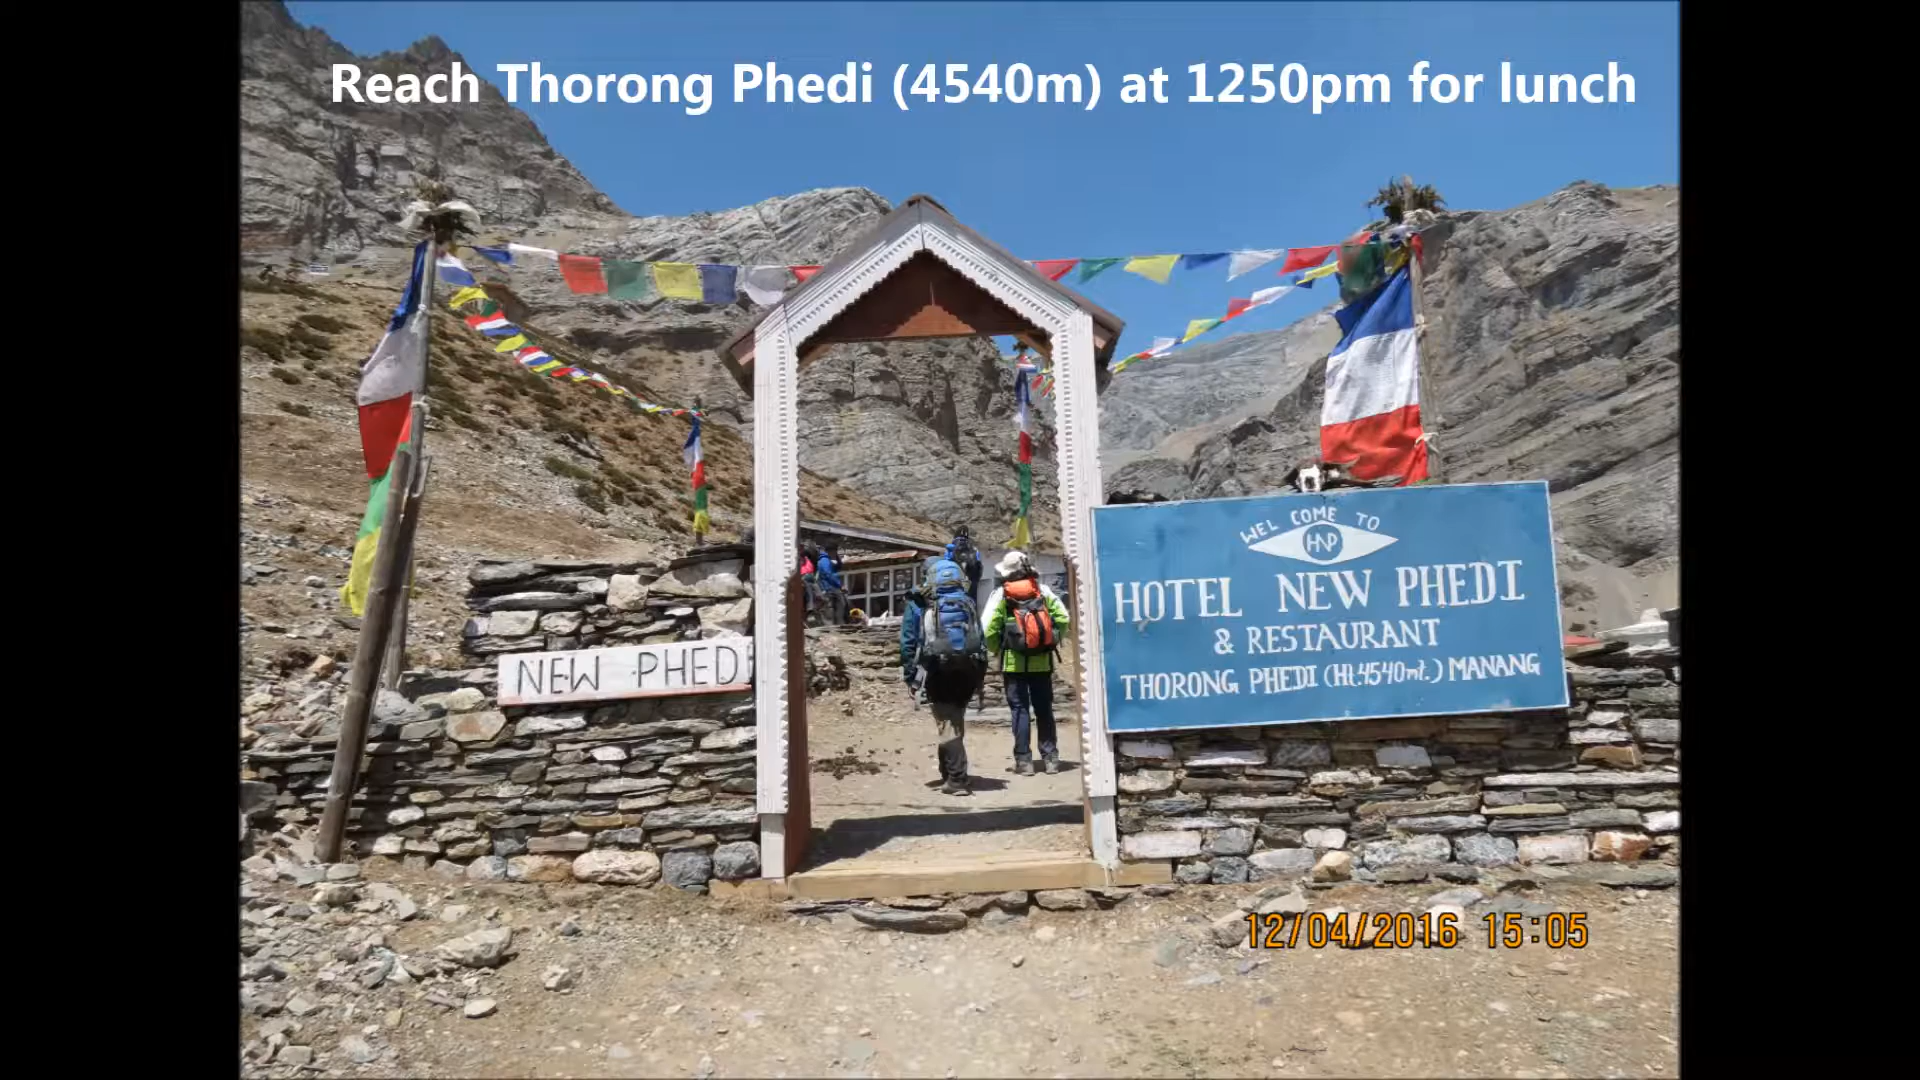 Reach Thorong Phedi (4540m) at 1250pm for lunch
WEL COME TO
HNP
HOTEL NEW PHEDI
& RESTAURANT
THORONG PHEDI (Ht.4540mt.) MANANG
NEW PHEDI
12/04/2016 15:05